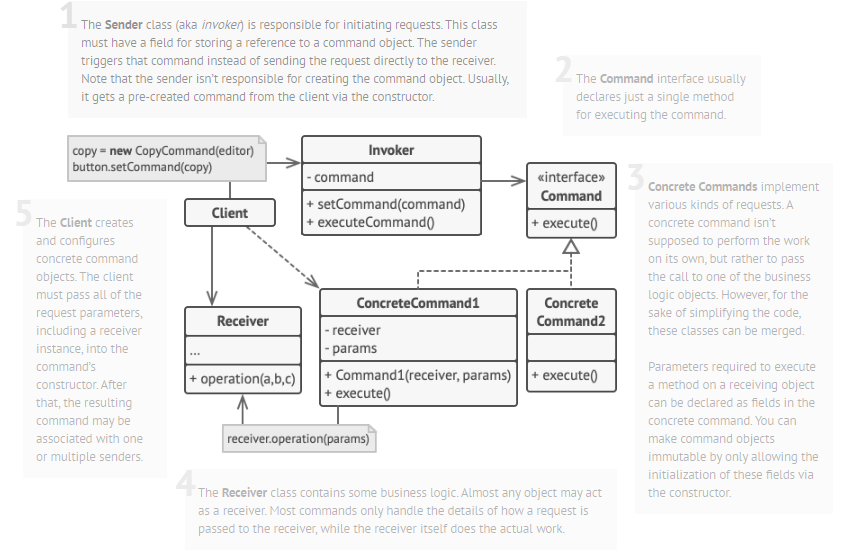 1
The Sender class (aka invoker) is responsible for initiating requests. This class
must have a field for storing a reference to a command object. The sender
triggers that command instead of sending the request directly to the receiver.
Note that the sender isn't responsible for creating the command object. Usually,
it gets a pre-created command from the client via the constructor.
2
The Command interface usually
declares just a single method
for executing the command.
copy = new CopyCommand(editor)
button.setCommand(copy)
Invoker
- command
+ setCommand(command)
+ executeCommand()
«interface»
Command
+ execute()
3
Concrete Commands implement
various kinds of requests. A
concrete command isn't
supposed to perform the work
on its own, but rather to pass
the call to one of the business
logic objects. However, for the
sake of simplifying the code,
these classes can be merged.
Parameters required to execute
a method on a receiving object
can be declared as fields in the
concrete command. You can
make command objects
immutable by only allowing the
initialization of these fields via
the constructor.
5
The Client creates
and configures
concrete command
objects. The client
must pass all of the
request parameters,
including a receiver
instance, into the
command's
constructor. After
that, the resulting
command may be
associated with one
or multiple senders.
Client
Receiver
...
+ operation(a,b,c)
ConcreteCommand1
- receiver
- params
+ Command1(receiver, params)
+ execute()
Concrete
Command2
+ execute()
receiver.operation(params)
4
The Receiver class contains some business logic. Almost any object may act
as a receiver. Most commands only handle the details of how a request is
passed to the receiver, while the receiver itself does the actual work.